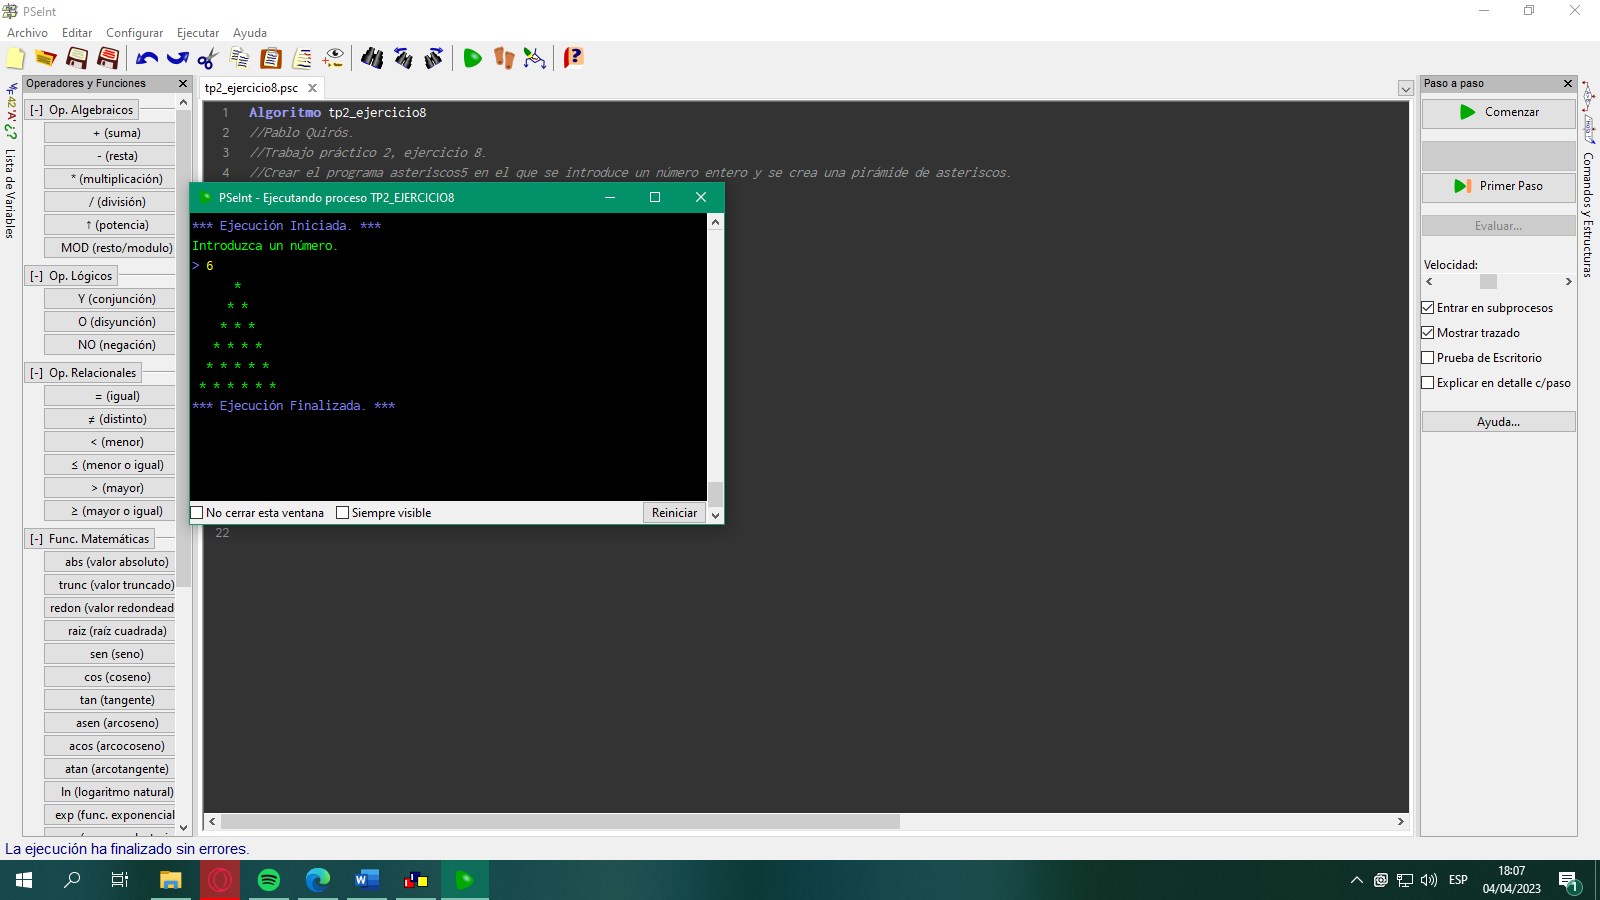 PSeInt
Archivo Editar Configurar Ejecutar Ayuda
Operadores y Funciones
[-] Op. Algebraicos
+ (suma)
- (resta)
* (multiplicación)
/ (división)
↑ (potencia)
MOD (resto/modulo)
[-] Op. Lógicos
Y (conjunción)
O (disyunción)
NO (negación)
[-] Op. Relacionales
= (igual)
≠ (distinto)
< (menor)
≤ (menor o igual)
> (mayor)
≥ (mayor o igual)
[-] Func. Matemáticas
abs (valor absoluto)
trunc (valor truncado)
redon (valor redondead
raiz (raíz cuadrada)
sen (seno)
cos (coseno)
tan (tangente)
asen (arcoseno)
acos (arcocoseno)
atan (arcotangente)
ln (logaritmo natural)
exp (func. exponencial
Lista de Variables
tp2_ejercicio8.psc
1 Algoritmo tp2_ejercicio8
2 //Pablo Quirós.
3 //Trabajo práctico 2, ejercicio 8.
4 //Crear el programa asteriscos5 en el que se introduce un número entero y se crea una pirámide de asteriscos.
22
PSeInt - Ejecutando proceso TP2_EJERCICIO8
*** Ejecución Iniciada. ***
Introduzca un número.
> 6
*
* *
* * *
* * * *
* * * * *
* * * * * *
*** Ejecución Finalizada. ***
No cerrar esta ventana Siempre visible Reiniciar
Paso a paso
Comenzar
Primer Paso
Evaluar...
Velocidad:
Entrar en subprocesos
Mostrar trazado
Prueba de Escritorio
Explicar en detalle c/paso
Ayuda...
Comandos y Estructuras
La ejecución ha finalizado sin errores.
ESP
18:07
04/04/2023
1